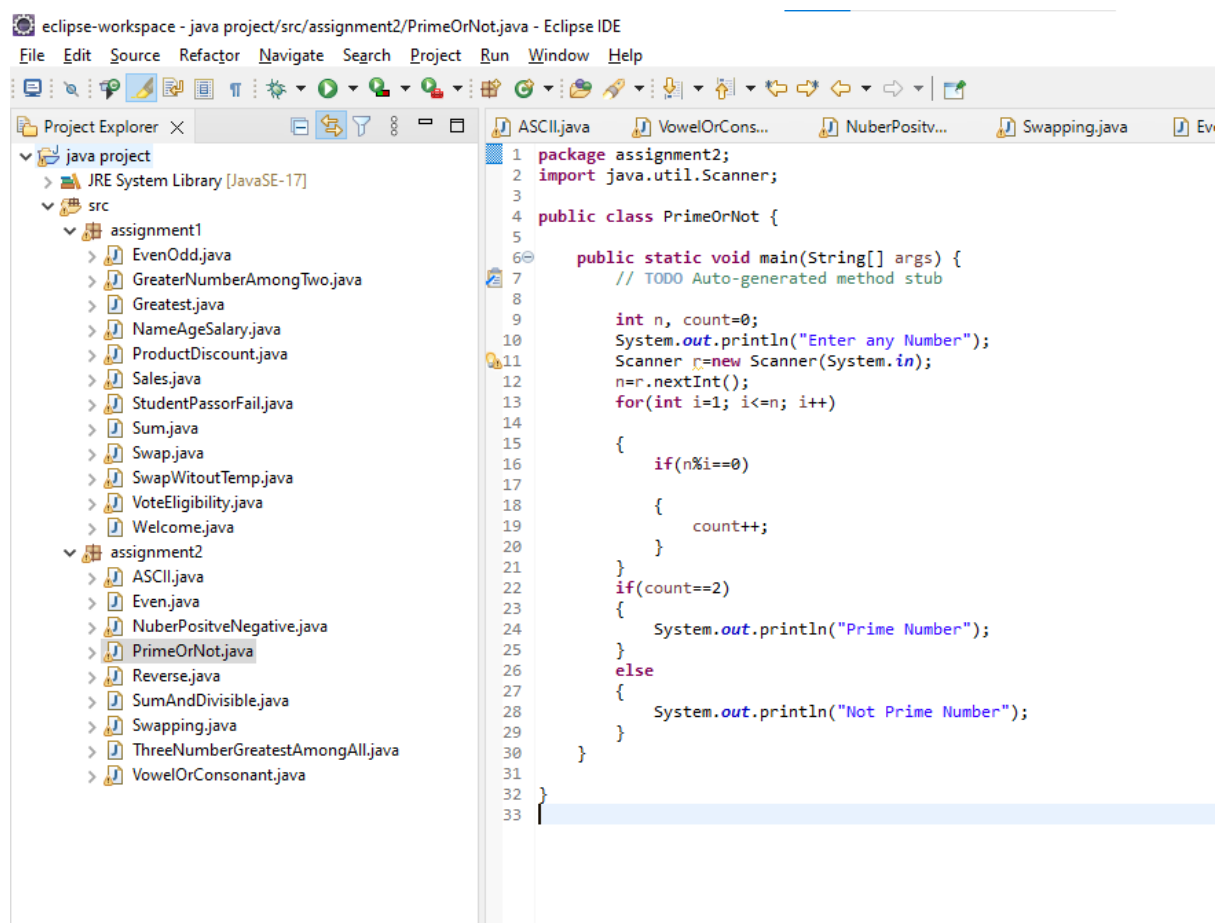 eclipse-workspace - java project/src/assignment2/PrimeOrNot.java - Eclipse IDE
File Edit Source Refactor Navigate Search Project Run Window Help
Project Explorer
java project
JRE System Library [JavaSE-17]
src
assignment1
EvenOdd.java
GreaterNumberAmongTwo.java
Greatest.java
NameAgeSalary.java
ProductDiscount.java
Sales.java
StudentPassorFail.java
Sum.java
Swap.java
SwapWitoutTemp.java
VoteEligibility.java
Welcome.java
assignment2
ASCII.java
Even.java
NuberPositveNegative.java
PrimeOrNot.java
Reverse.java
SumAndDivisible.java
Swapping.java
ThreeNumberGreatestAmongAll.java
VowelOrConsonant.java
ASCII.java VowelOrCons... NuberPositv... Swapping.java Eve
1 package assignment2;
2 import java.util.Scanner;
3
4 public class PrimeOrNot {
5
6 public static void main(String[] args) {
7 // TODO Auto-generated method stub
8
9 int n, count=0;
10 System.out.println("Enter any Number");
11 Scanner r=new Scanner(System.in);
12 n=r.nextInt();
13 for(int i=1; i<=n; i++)
14
15 {
16 if(n%i==0)
17
18 {
19 count++;
20 }
21 }
22 if(count==2)
23 {
24 System.out.println("Prime Number");
25 }
26 else
27 {
28 System.out.println("Not Prime Number");
29 }
30 }
31
32 }
33